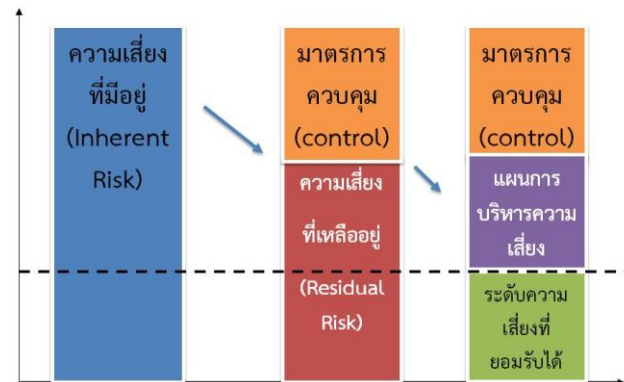 ความเสี่ยง
ที่มีอยู่
(Inherent
Risk)
มาตรการ
ควบคุม
(control)
ความเสี่ยง
ที่เหลืออยู่
(Residual
Risk)
มาตรการ
ควบคุม
(control)
แผนการ
บริหารความ
เสี่ยง
ระดับความ
เสี่ยงที่
ยอมรับได้